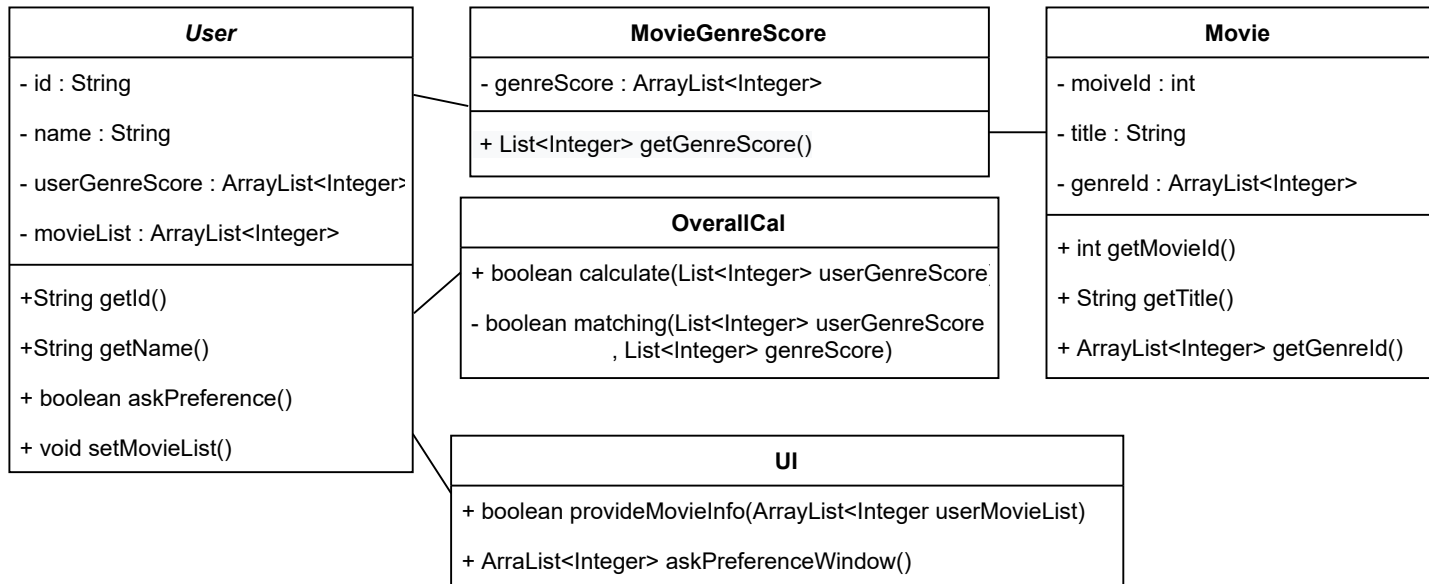 User
- id : String
- name : String
- userGenreScore : ArrayList<Integer>
- movieList : ArrayList<Integer>
+String getId()
+String getName()
+ boolean askPreference()
+ void setMovieList()
MovieGenreScore
- genreScore : ArrayList<Integer>
+ List<Integer> getGenreScore()
OverallCal
+ boolean calculate(List<Integer> userGenreScore)
- boolean matching(List<Integer> userGenreScore
, List<Integer> genreScore)
Movie
- moiveId : int
- title : String
- genreId : ArrayList<Integer>
+ int getMovieId()
+ String getTitle()
+ ArrayList<Integer> getGenreId()
UI
+ boolean provideMovieInfo(ArrayList<Integer userMovieList)
+ ArraList<Integer> askPreferenceWindow()